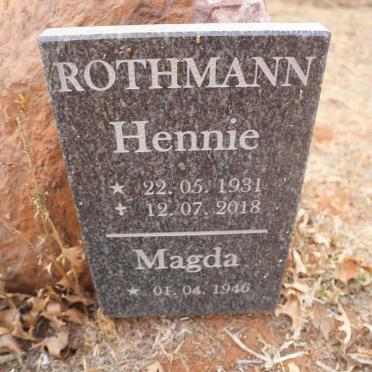 ROTHMANN
Hennie
★ 22. 05. 1931
✝ 12. 07. 2018
Magda
★ 01. 04. 1946